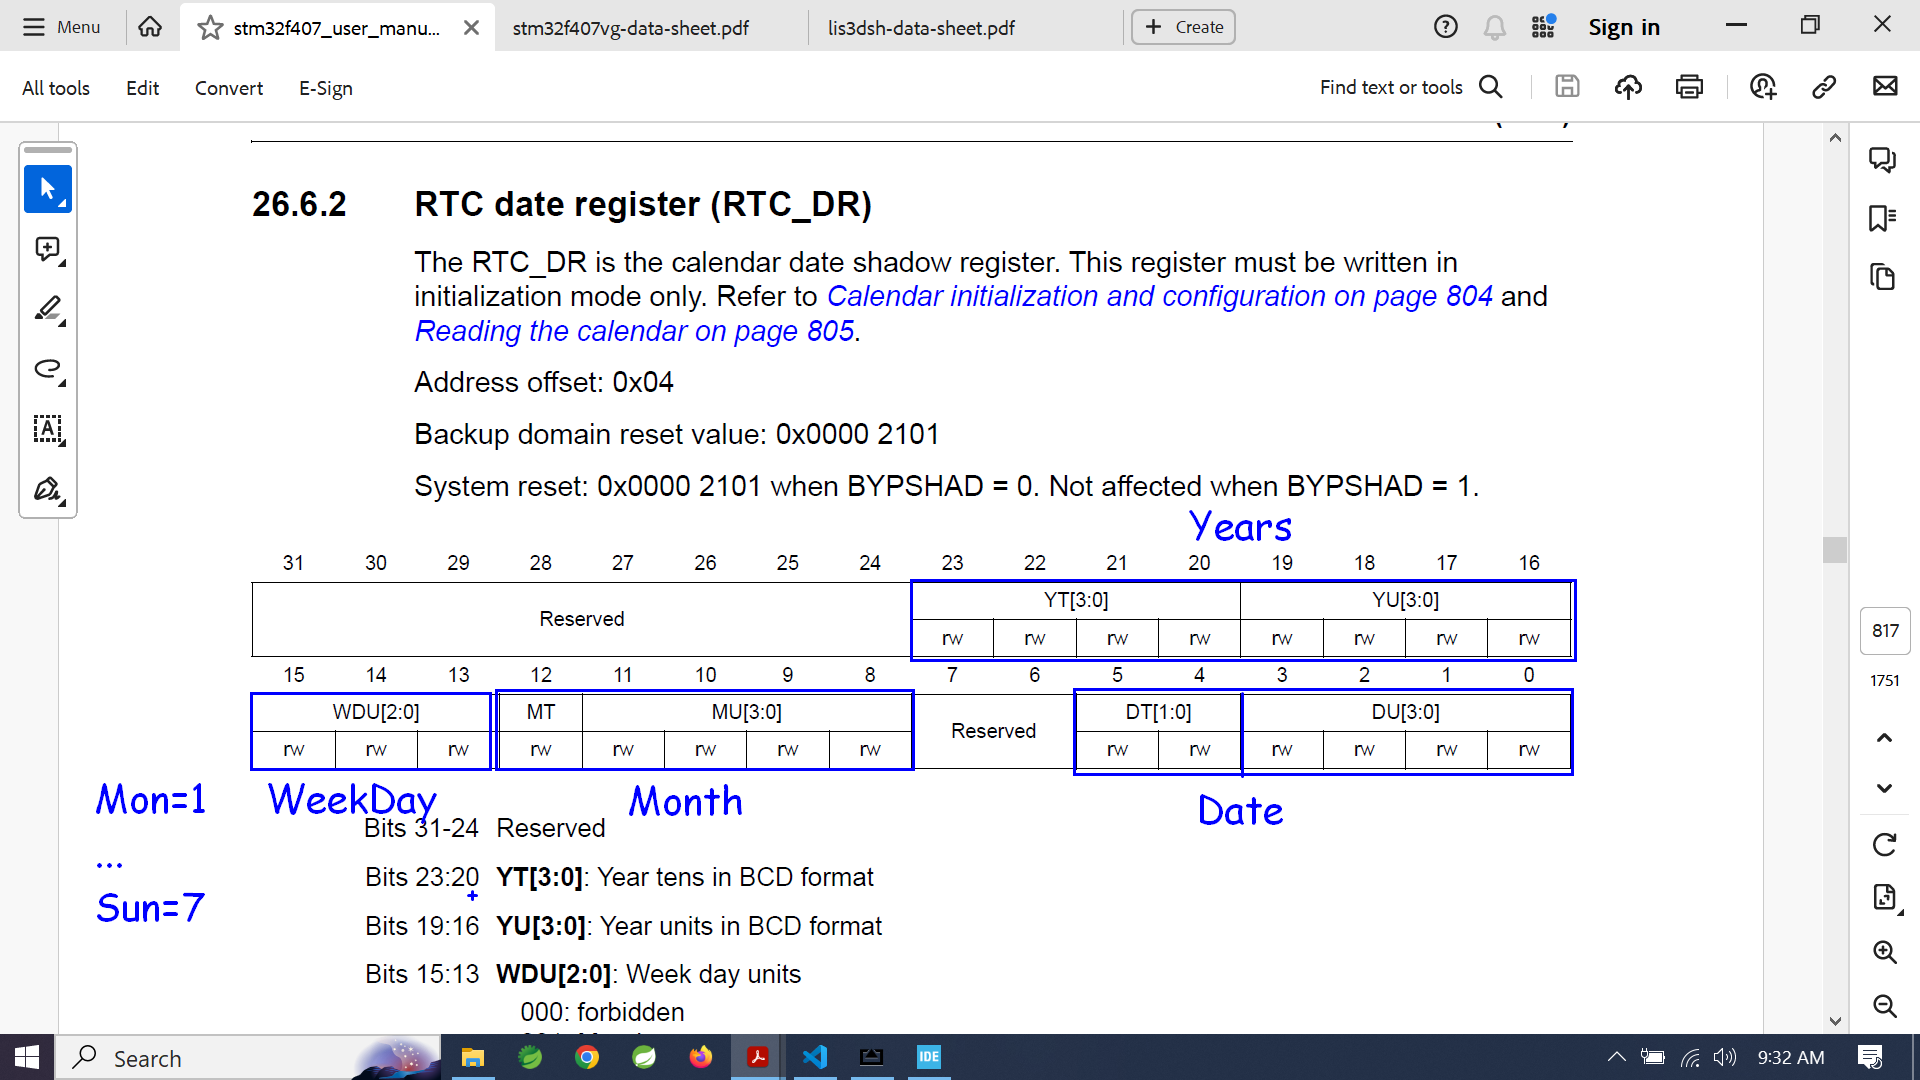 Menu
stm32f407_user_manu...
stm32f407vg-data-sheet.pdf
lis3dsh-data-sheet.pdf
Create
Sign in
All tools
Edit
Convert
E-Sign
Find text or tools
26.6.2 RTC date register (RTC_DR)
The RTC_DR is the calendar date shadow register. This register must be written in
initialization mode only. Refer to Calendar initialization and configuration on page 804 and
Reading the calendar on page 805.
Address offset: 0x04
Backup domain reset value: 0x0000 2101
System reset: 0x0000 2101 when BYPSHAD = 0. Not affected when BYPSHAD = 1.
Years
31 30 29 28 27 26 25 24 23 22 21 20 19 18 17 16
Reserved YT[3:0] YU[3:0]
rw rw rw rw rw rw rw rw
15 14 13 12 11 10 9 8 7 6 5 4 3 2 1 0
WDU[2:0] MT MU[3:0] Reserved DT[1:0] DU[3:0]
rw rw rw rw rw rw rw rw rw rw rw rw rw rw
Mon=1 WeekDay Month Date
...
Sun=7
Bits 31-24 Reserved
Bits 23:20 YT[3:0]: Year tens in BCD format
Bits 19:16 YU[3:0]: Year units in BCD format
Bits 15:13 WDU[2:0]: Week day units
000: forbidden
817
1751
Search
IDE
9:32 AM